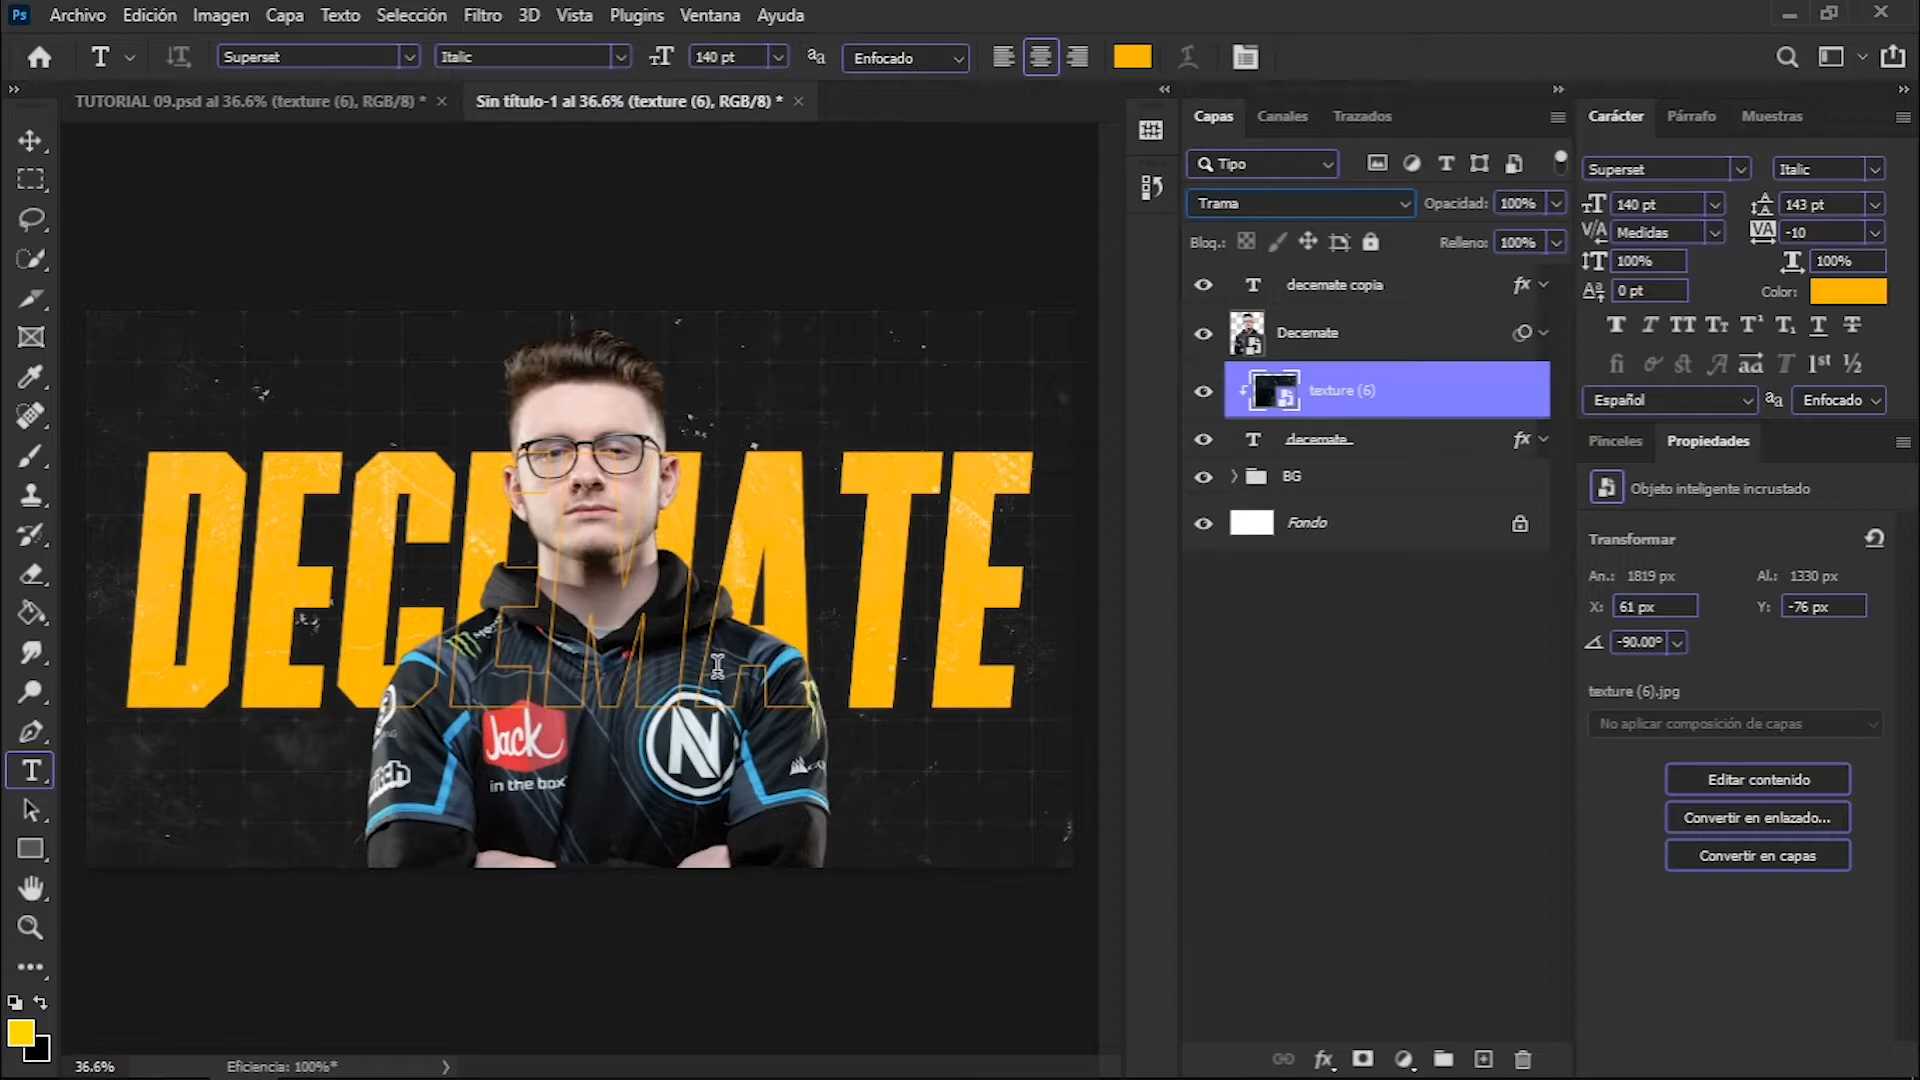 Ps Archivo Edición Imagen Capa Texto Selección Filtro 3D Vista Plugins Ventana Ayuda
T Superset Italic 140 pt aa Enfocado
TUTORIAL 09.psd al 36.6% (texture (6), RGB/8) * × Sin título-1 al 36.6% (texture (6), RGB/8) * ×
Capas Canales Trazados
Tipo
Trama Opacidad: 100%
Bloq.: Relleno: 100%
T decemate copia fx
Decemate
texture (6)
T decemate fx
BG
Fondo
Carácter Párrafo Muestras
Superset Italic
140 pt 143 pt
Medidas -10
100% 100%
0 pt Color:
Español aa Enfocado
Pinceles Propiedades
Objeto inteligente incrustado
Transformar
An.: 1819 px Al.: 1330 px
X: 61 px Y: -76 px
-90.00º
texture (6).jpg
No aplicar composición de capas
Editar contenido
Convertir en enlazado...
Convertir en capas
DECEMATE
Jack
in the box
N
36.6% Eficiencia: 100%*